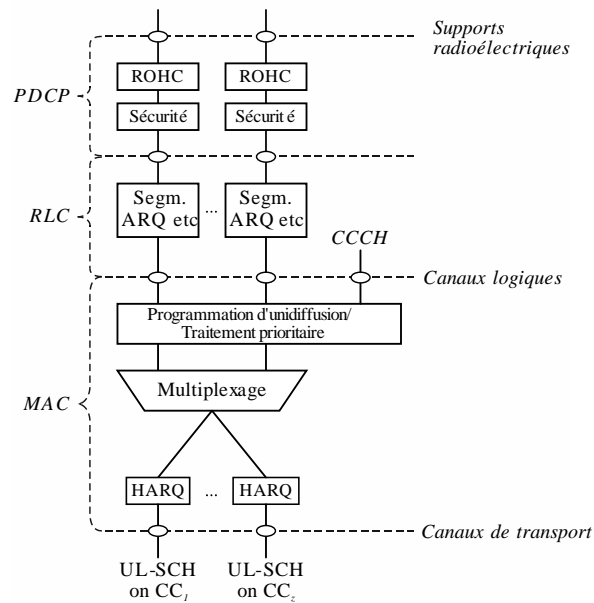 Supports
radioélectriques
ROHC ROHC
PDCP
Sécurité Sécurité
Segm. Segm.
RLC
ARQ etc ... ARQ etc
CCCH
Canaux logiques
Programmation d'unidiffusion/
Traitement prioritaire
Multiplexage
MAC
HARQ ... HARQ
Canaux de transport
UL-SCH UL-SCH
on CC1 on CCz